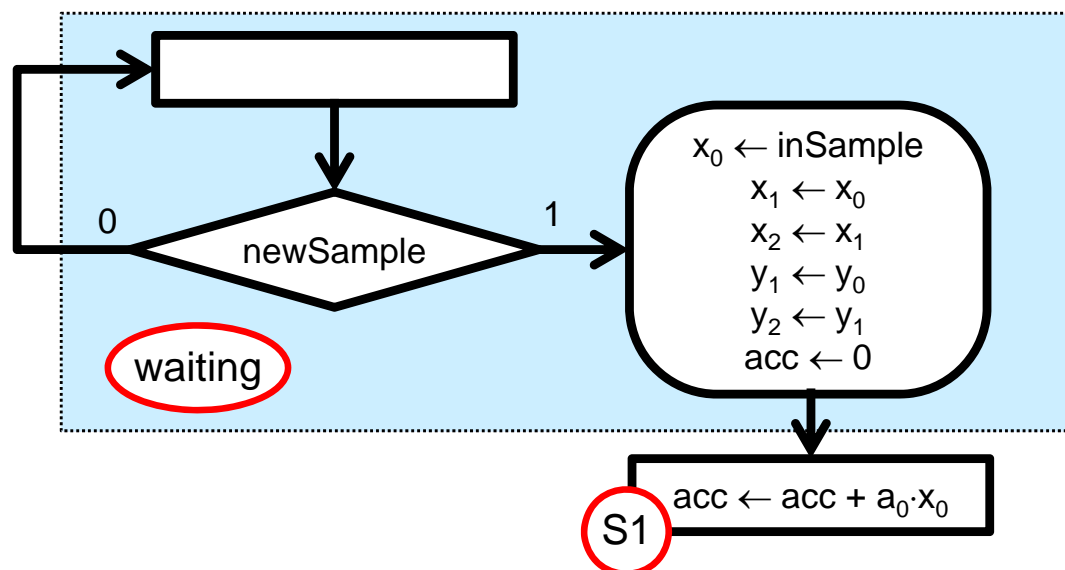 0
newSample
1
x₀ ← inSample
x₁ ← x₀
x₂ ← x₁
y₁ ← y₀
y₂ ← y₁
acc ← 0
waiting
acc ← acc + a₀·x₀
S1